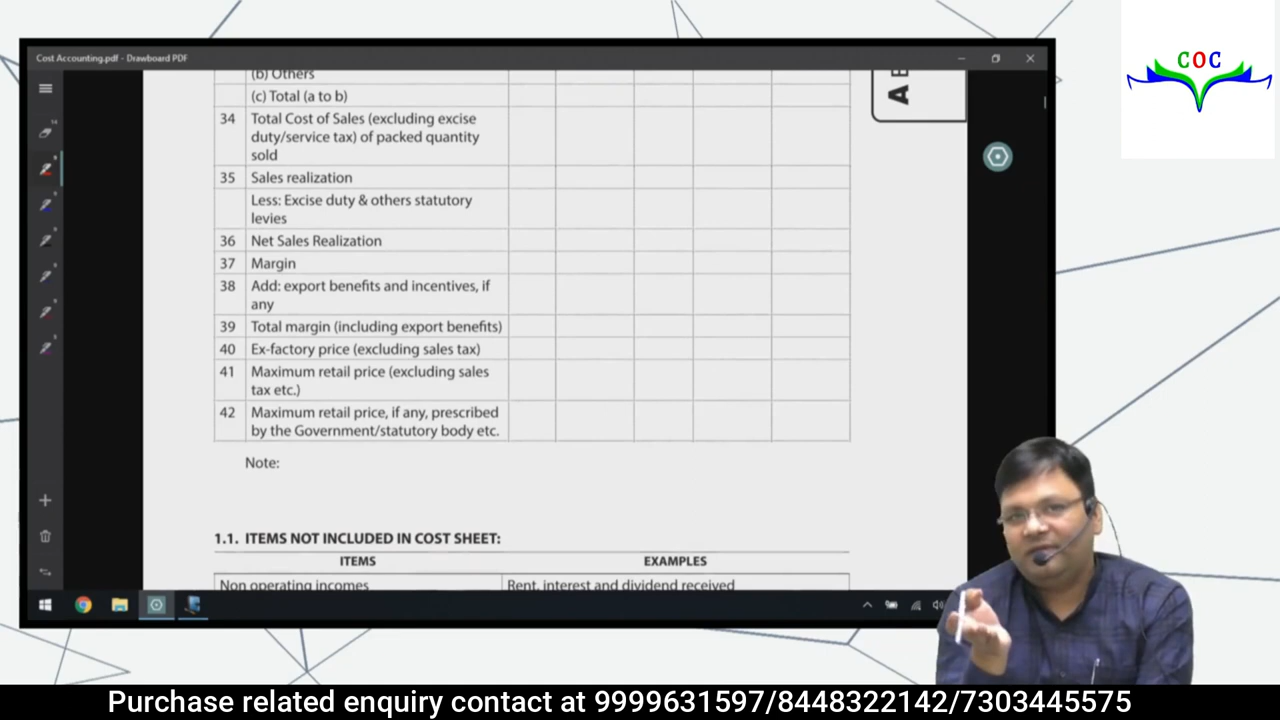 COC
Cost Accounting.pdf - Drawboard PDF
(b) Others
(c) Total (a to b)
34 Total Cost of Sales (excluding excise
duty/service tax) of packed quantity
sold
35 Sales realization
Less: Excise duty & others statutory
levies
36 Net Sales Realization
37 Margin
38 Add: export benefits and incentives, if
any
39 Total margin (including export benefits)
40 Ex-factory price (excluding sales tax)
41 Maximum retail price (excluding sales
tax etc.)
42 Maximum retail price, if any, prescribed
by the Government/statutory body etc.
Note:
1.1. ITEMS NOT INCLUDED IN COST SHEET:
ITEMS EXAMPLES
Non operating incomes Rent, interest and dividend received
Purchase related enquiry contact at 9999631597/8448322142/7303445575